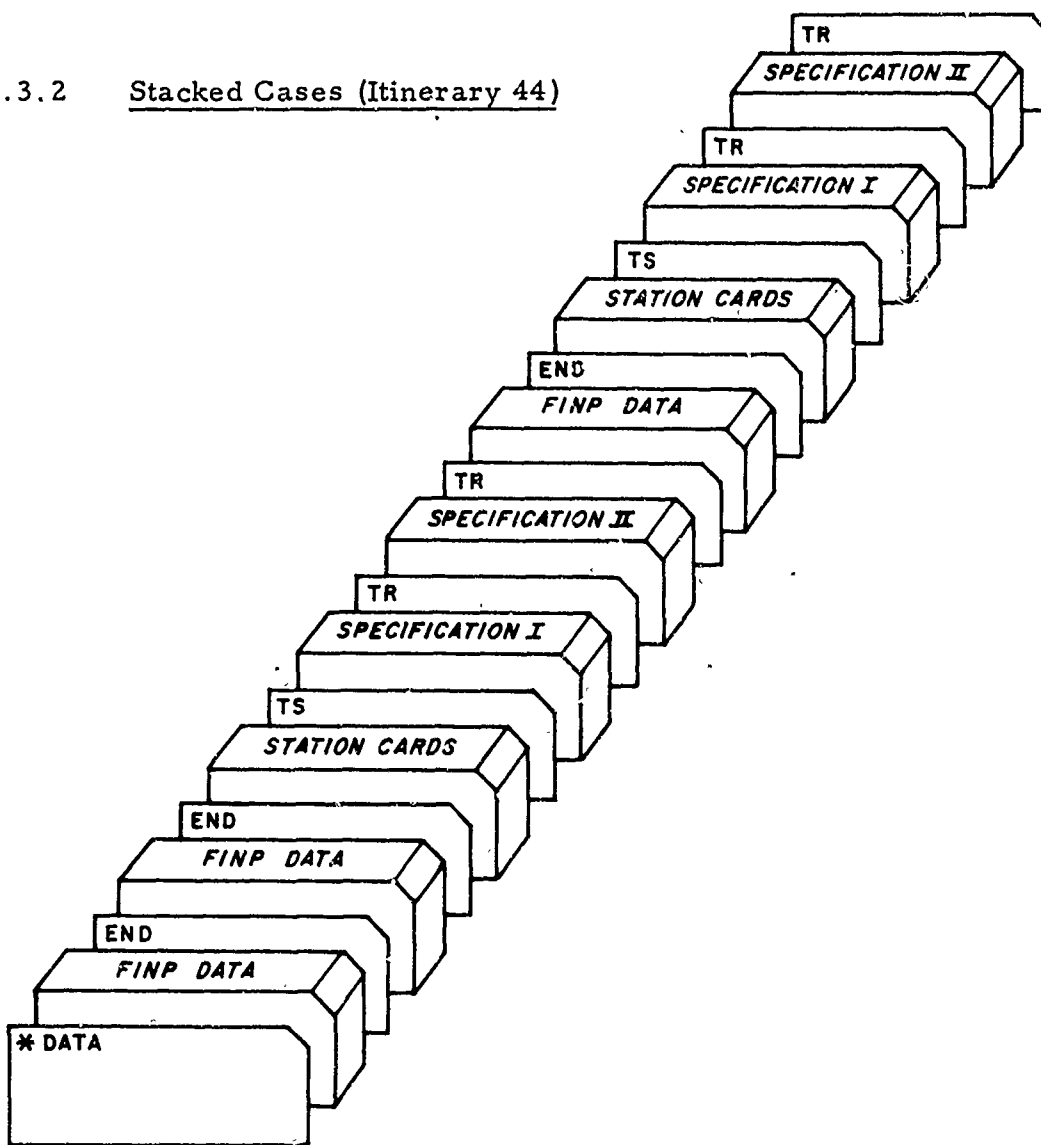 .3.2 Stacked Cases (Itinerary 44)
TR
SPECIFICATION II
TR
SPECIFICATION I
TS
STATION CARDS
END
FINP DATA
TR
SPECIFICATION II
TR
SPECIFICATION I
TS
STATION CARDS
END
FINP DATA
END
FINP DATA
* DATA